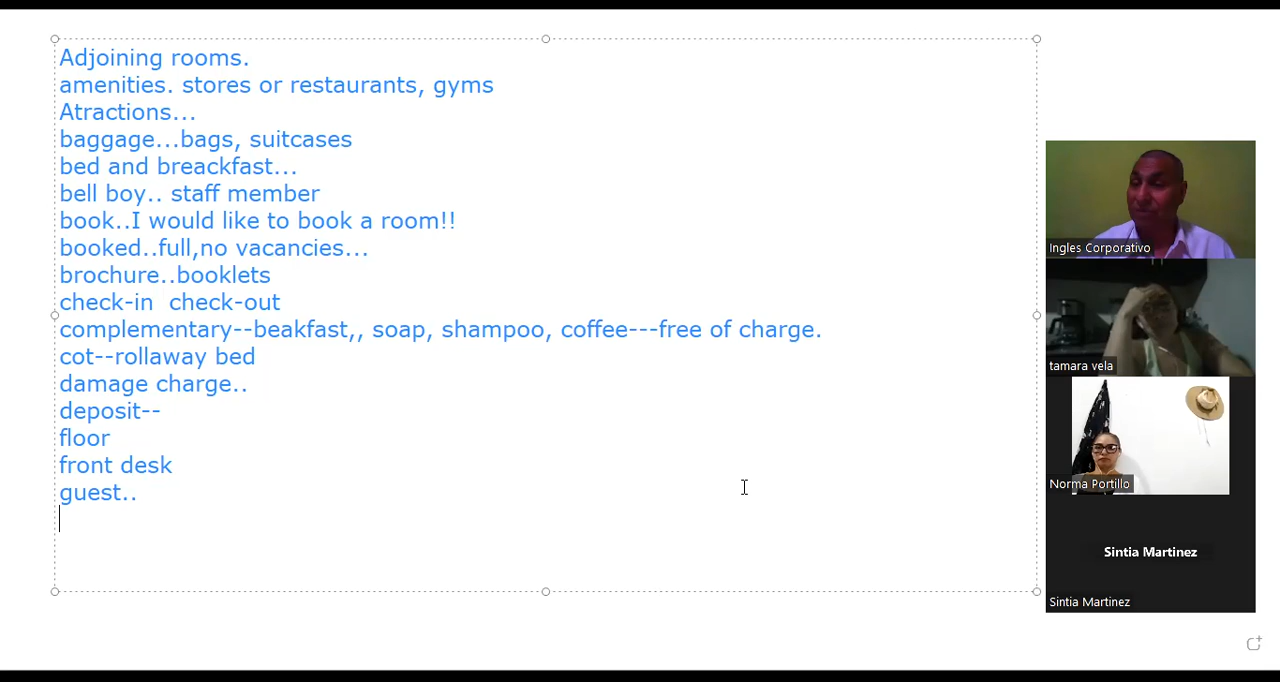 Adjoining rooms.
amenities. stores or restaurants, gyms
Atractions...
baggage...bags, suitcases
bed and breackfast...
bell boy.. staff member
book..I would like to book a room!!
booked..full,no vacancies...
brochure..booklets
check-in  check-out
complementary--beakfast,, soap, shampoo, coffee---free of charge.
cot--rollaway bed
damage charge..
deposit--
floor
front desk
guest..
Ingles Corporativo
tamara vela
Norma Portillo
Sintia Martinez
Sintia Martinez